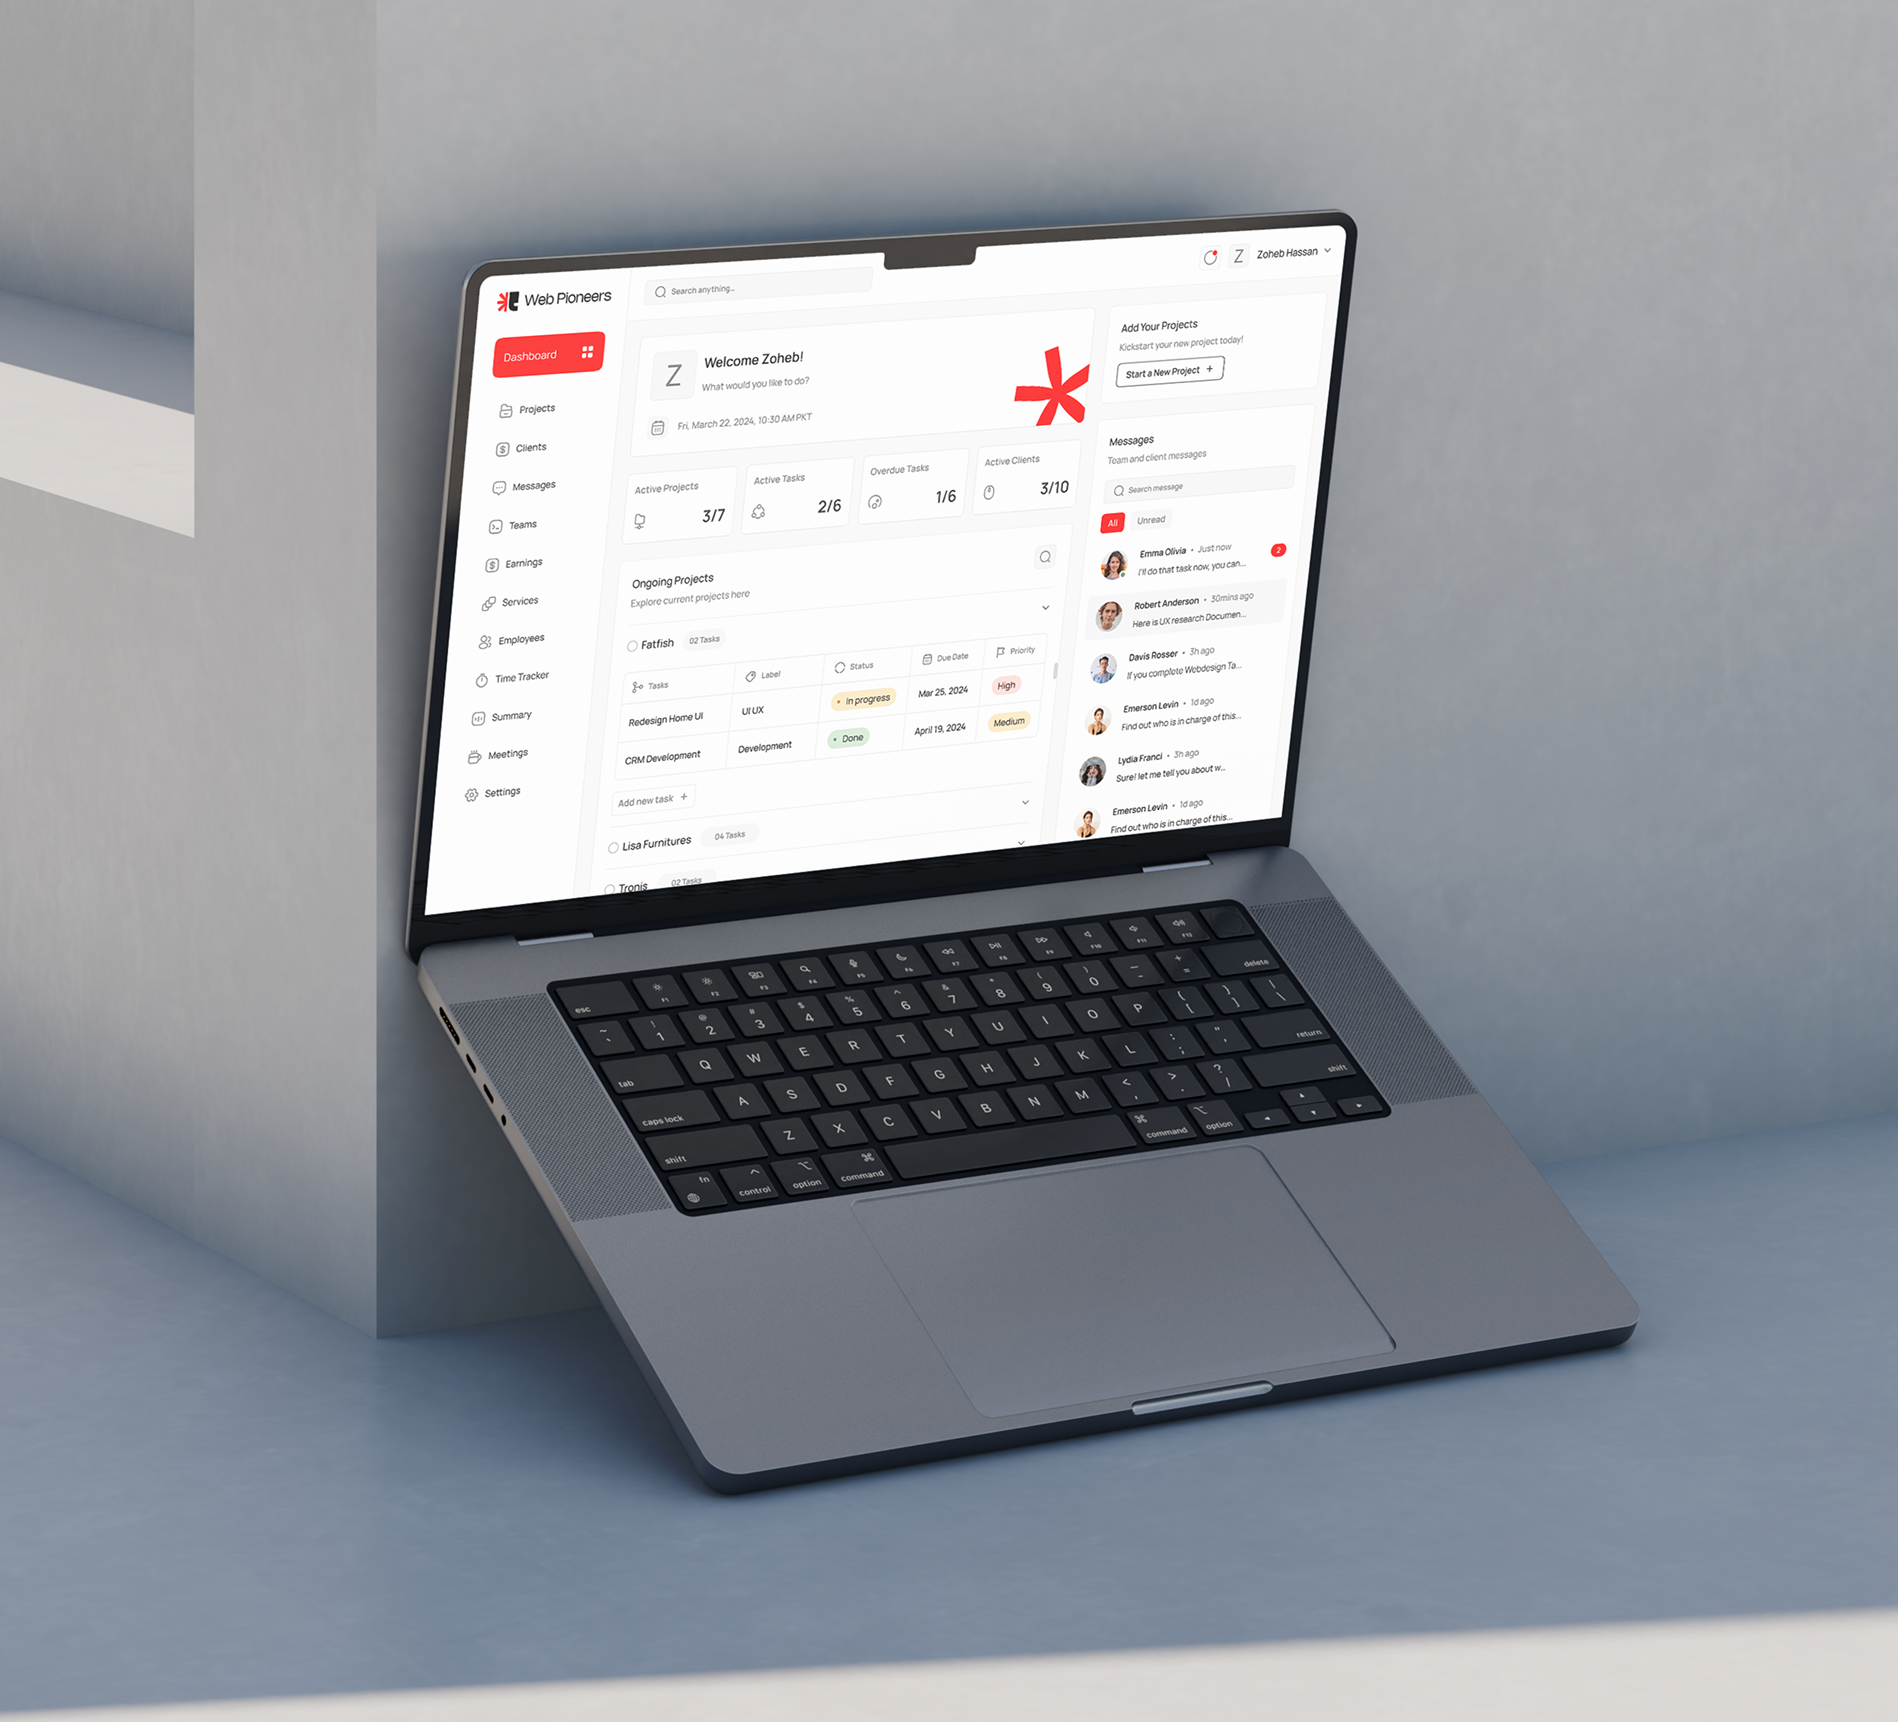 Web Pioneers
Search anything...
Z
Zoheb Hassan
Dashboard
Projects
Clients
Messages
Teams
Earnings
Services
Employees
Time Tracker
Summary
Meetings
Settings
Z
Welcome Zoheb!
What would you like to do?
Fri, March 22, 2024, 10:30 AM PKT
Active Projects
3/7
Active Tasks
2/6
Overdue Tasks
1/6
Active Clients
3/10
Ongoing Projects
Explore current projects here
Fatfish 02 Tasks
Tasks Label Status Due Date Priority
Redesign Home UI UI UX In progress Mar 25, 2024 High
CRM Development Development Done April 19, 2024 Medium
Add new task +
Lisa Furnitures 04 Tasks
Tronis 02 Tasks
Add Your Projects
Kickstart your new project today!
Start a New Project +
Messages
Team and client messages
Search message
All Unread
Emma Olivia • Just now 2
I'll do that task now, you can...
Robert Anderson • 30mins ago
Here is UX research Documen...
Davis Rosser • 3h ago
If you complete Webdesign Ta...
Emerson Levin • 1d ago
Find out who is in charge of this...
Lydia Franci • 3h ago
Sure! let me tell you about w...
Emerson Levin • 1d ago
Find out who is in charge of this...
esc F1 F2 F3 F4 F5 F6 F7 F8 F9 F10 F11 F12
~ ` ! 1 @ 2 # 3 $ 4 % 5 ^ 6 & 7 * 8 ( 9 ) 0 — - + = delete
tab Q W E R T Y U I O P { [ } ] | \
caps lock A S D F G H J K L : ; " ' return
shift Z X C V B N M < , > . ? / shift
fn control option command command option